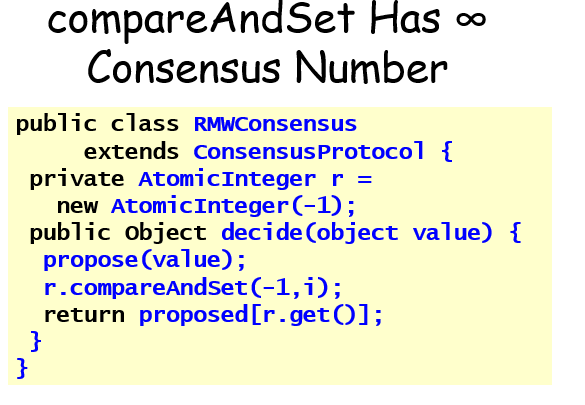 compareAndSet Has ∞
Consensus Number
public class RMWConsensus
extends ConsensusProtocol {
private AtomicInteger r =
new AtomicInteger(-1);
public Object decide(object value) {
propose(value);
r.compareAndSet(-1,i);
return proposed[r.get()];
}
}